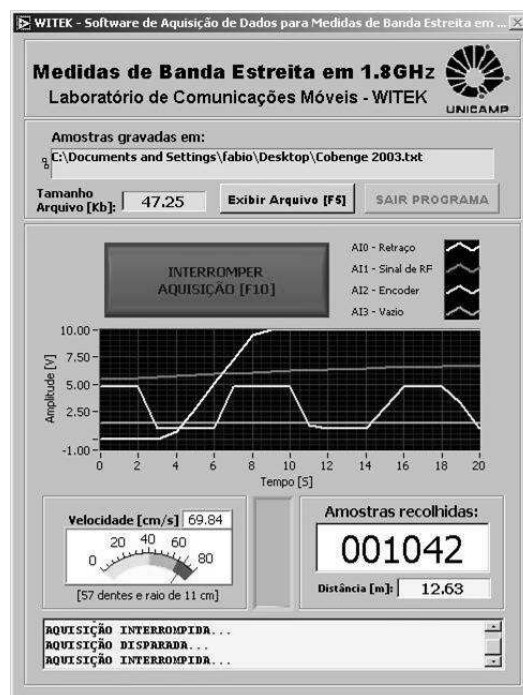 WITEK - Software de Aquisição de Dados para Medidas de Banda Estreita em ...
Medidas de Banda Estreita em 1.8GHz
Laboratório de Comunicações Móveis - WITEK
UNICAMP
Amostras gravadas em:
C:\Documents and Settings\fabio\Desktop\Cobenge 2003.txt
Tamanho
Arquivo [Kb]: 47.25 Exibir Arquivo [F5] SAIR PROGRAMA
INTERROMPER
AQUISIÇÃO [F10]
AI0 - Retraço
AI1 - Sinal de RF
AI2 - Encoder
AI3 - Vazio
Amplitude [V]
10.00
7.50
5.00
2.50
-1.00
0 2 4 6 8 10 12 14 16 18 20
Tempo [S]
Velocidade [cm/s] 69.84
0 20 40 60 80
[57 dentes e raio de 11 cm]
Amostras recolhidas:
001042
Distância [m]: 12.63
AQUISIÇÃO INTERROMPIDA...
AQUISIÇÃO DISPARADA...
AQUISIÇÃO INTERROMPIDA...